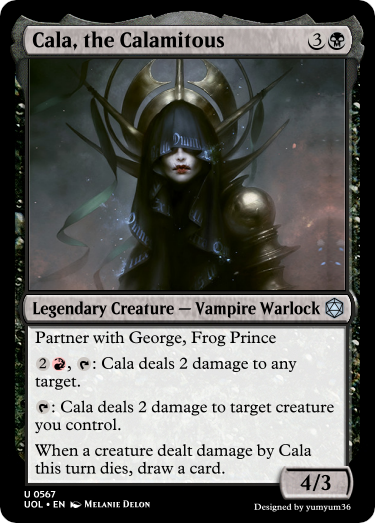 Cala, the Calamitous 3
Legendary Creature — Vampire Warlock
Partner with George, Frog Prince
2, : Cala deals 2 damage to any
target.
: Cala deals 2 damage to target creature
you control.
When a creature dealt damage by Cala
this turn dies, draw a card.
4/3
U 0567
UOL • EN Melanie Delon
Designed by yumyum36